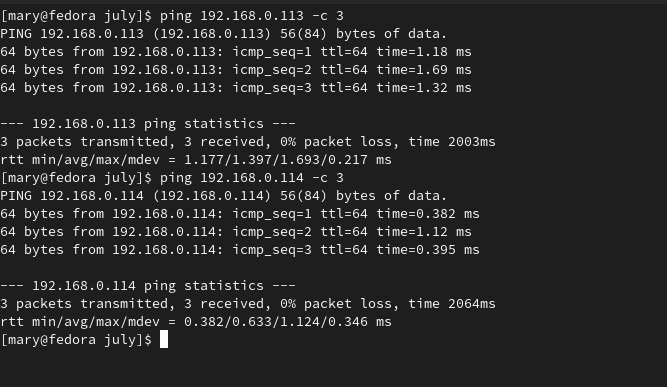 [mary@fedora july]$ ping 192.168.0.113 -c 3
PING 192.168.0.113 (192.168.0.113) 56(84) bytes of data.
64 bytes from 192.168.0.113: icmp_seq=1 ttl=64 time=1.18 ms
64 bytes from 192.168.0.113: icmp_seq=2 ttl=64 time=1.69 ms
64 bytes from 192.168.0.113: icmp_seq=3 ttl=64 time=1.32 ms

--- 192.168.0.113 ping statistics ---
3 packets transmitted, 3 received, 0% packet loss, time 2003ms
rtt min/avg/max/mdev = 1.177/1.397/1.693/0.217 ms
[mary@fedora july]$ ping 192.168.0.114 -c 3
PING 192.168.0.114 (192.168.0.114) 56(84) bytes of data.
64 bytes from 192.168.0.114: icmp_seq=1 ttl=64 time=0.382 ms
64 bytes from 192.168.0.114: icmp_seq=2 ttl=64 time=1.12 ms
64 bytes from 192.168.0.114: icmp_seq=3 ttl=64 time=0.395 ms

--- 192.168.0.114 ping statistics ---
3 packets transmitted, 3 received, 0% packet loss, time 2064ms
rtt min/avg/max/mdev = 0.382/0.633/1.124/0.346 ms
[mary@fedora july]$